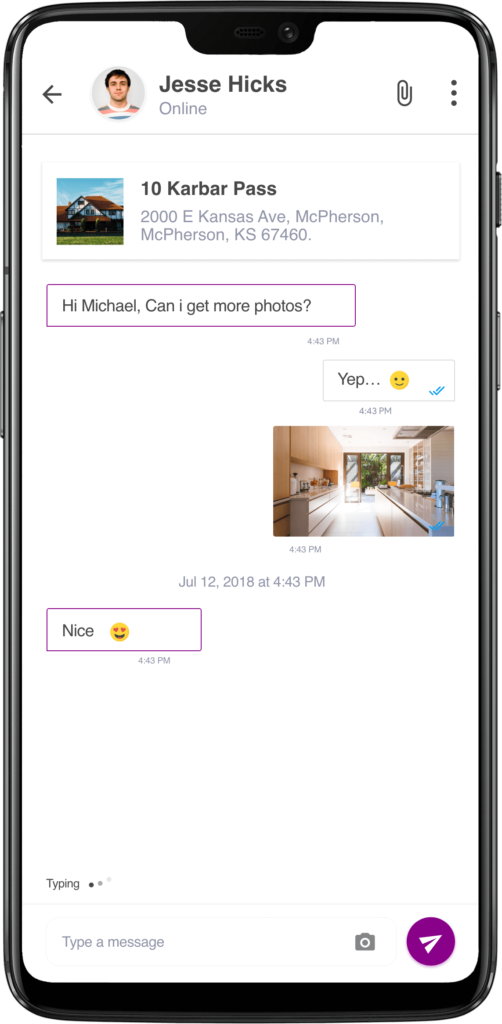 Jesse Hicks
Online
10 Karbar Pass
2000 E Kansas Ave, McPherson,
McPherson, KS 67460.
Hi Michael, Can i get more photos?
4:43 PM
Yep... 🙂
4:43 PM
4:43 PM
Jul 12, 2018 at 4:43 PM
Nice 😍
4:43 PM
Typing
Type a message